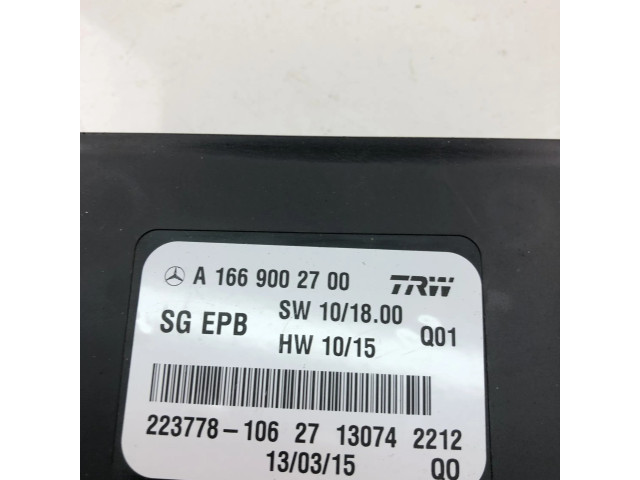 A 166 900 27 00 TRW
SG EPB SW 10/18.00 Q01
HW 10/15
223778-106 27 13074 2212
13/03/15 Q0